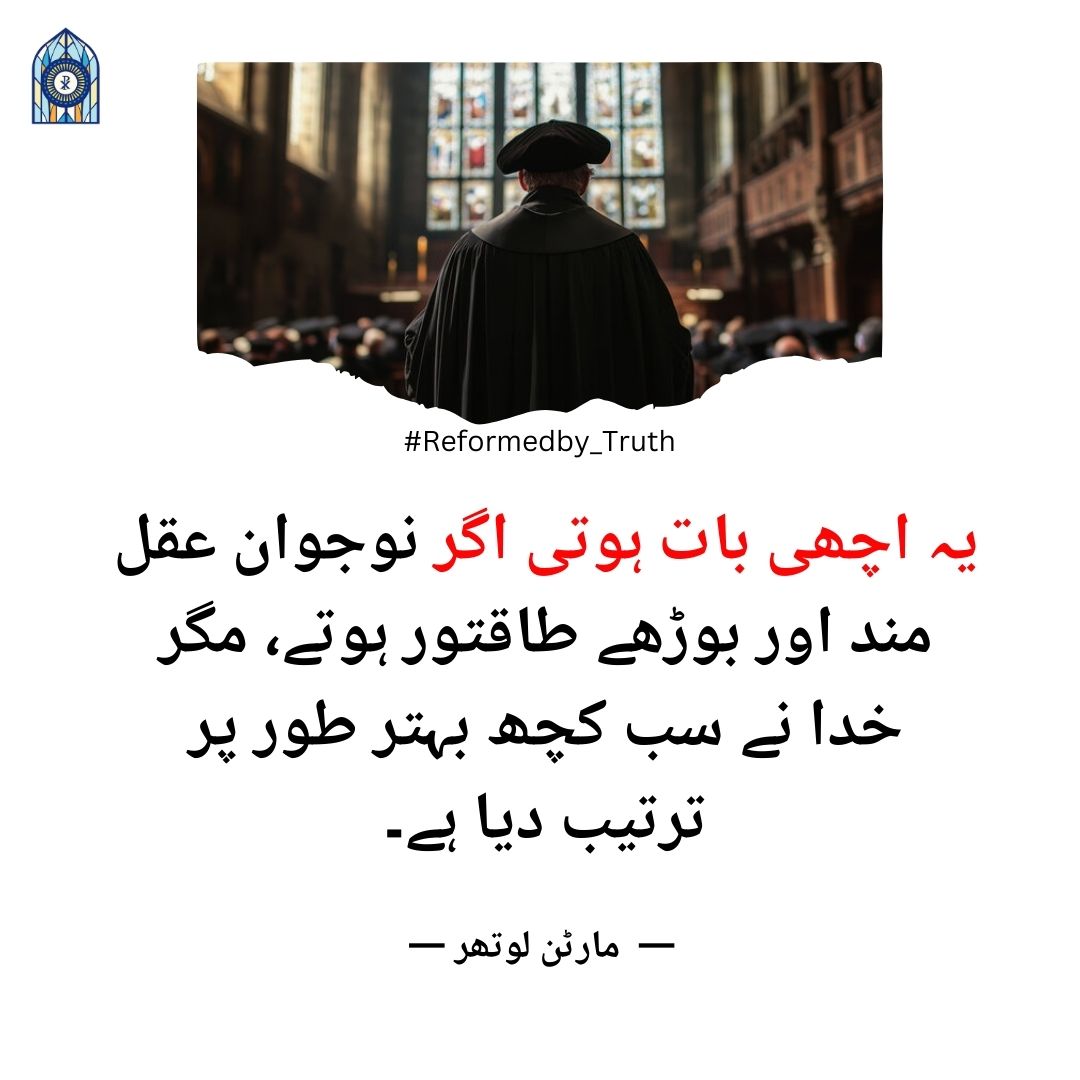 #Reformedby_Truth
یہ اچھی بات ہوتی اگر نوجوان عقل
مند اور بوڑھے طاقتور ہوتے، مگر
خدا نے سب کچھ بہتر طور پر
ترتیب دیا ہے۔
— مارٹن لوتھر —